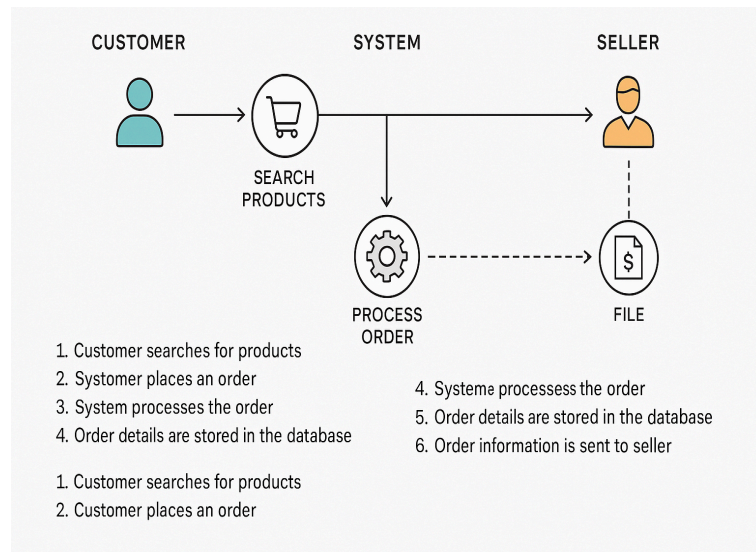 CUSTOMER
SYSTEM
SELLER
SEARCH
PRODUCTS
$
PROCESS
ORDER
FILE
1. Customer searches for products
2. Systomer places an order
3. System processes the order
4. Order details are stored in the database
1. Customer searches for products
2. Customer places an order
4. Systeme processess the order
5. Order details are stored in the database
6. Order information is sent to seller